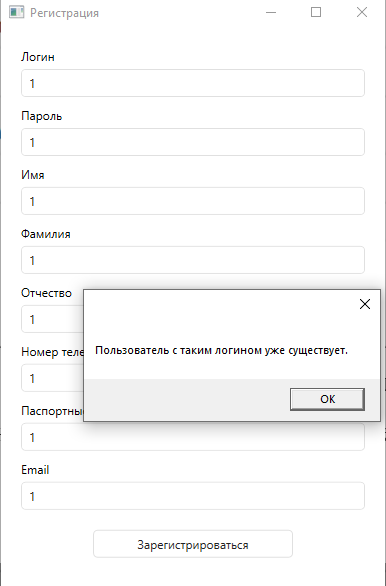 Регистрация
Логин
1
Пароль
1
Имя
1
Фамилия
1
Отчество
1
Номер теле
1
Паспортны
1
Email
1
Зарегистрироваться
Пользователь с таким логином уже существует.
ОК